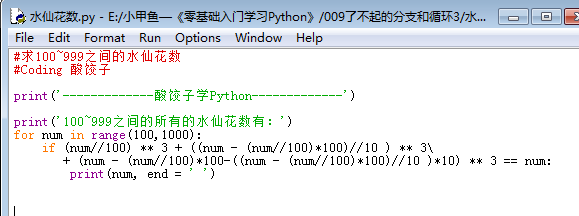 水仙花数.py - E:/小甲鱼—《零基础入门学习Python》/009了不起的分支和循环3/水...
File Edit Format Run Options Windows Help
#求100~999之间的水仙花数
#Coding 酸饺子
print('-------------酸饺子学Python-------------')
print('100~999之间的所有的水仙花数有：')
for num in range(100,1000):
if (num//100) ** 3 + ((num - (num//100)*100)//10 ) ** 3\
+ (num - (num//100)*100-((num - (num//100)*100)//10 )*10) ** 3 == num:
print(num, end = ' ')